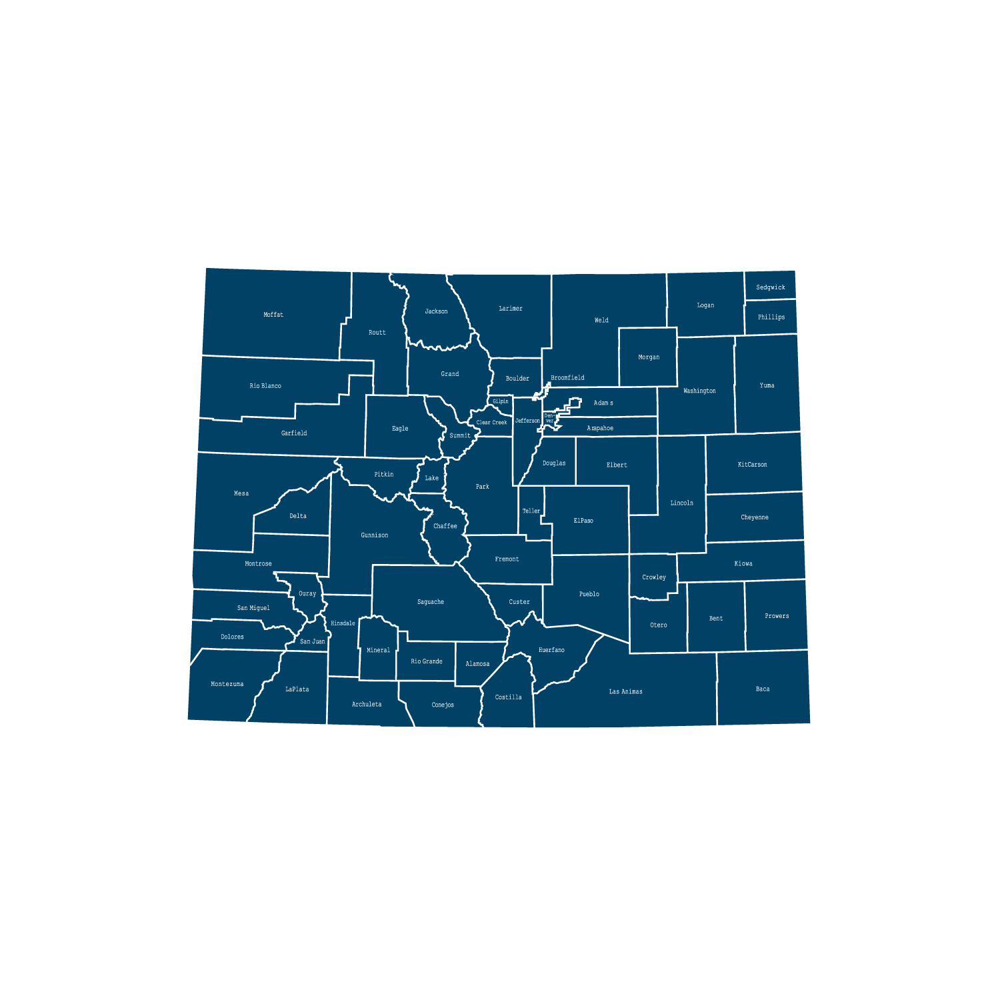 Sedgwick
Logan
Jackson
Larimer
Moffat
Phillips
Weld
Routt
Morgan
Grand
Broomfield
Boulder
Rio Blanco
Yuma
Washington
Gilpin
Adams
Den-
ver
Jefferson
Clear Creek
Eagle
Arapahoe
Garfield
Summit
Douglas
Elbert
KitCarson
Pitkin
Lake
Park
Mesa
Lincoln
Teller
Delta
Cheyenne
ElPaso
Chaffee
Gunnison
Fremont
Montrose
Kiowa
Crowley
Ouray
Pueblo
Saguache
Custer
San Miguel
Prowers
Bent
Hinsdale
Otero
Dolores
San Juan
Mineral
Huerfano
Rio Grande
Alamosa
Montezuma
LaPlata
Baca
Las Animas
Costilla
Archuleta
Conejos